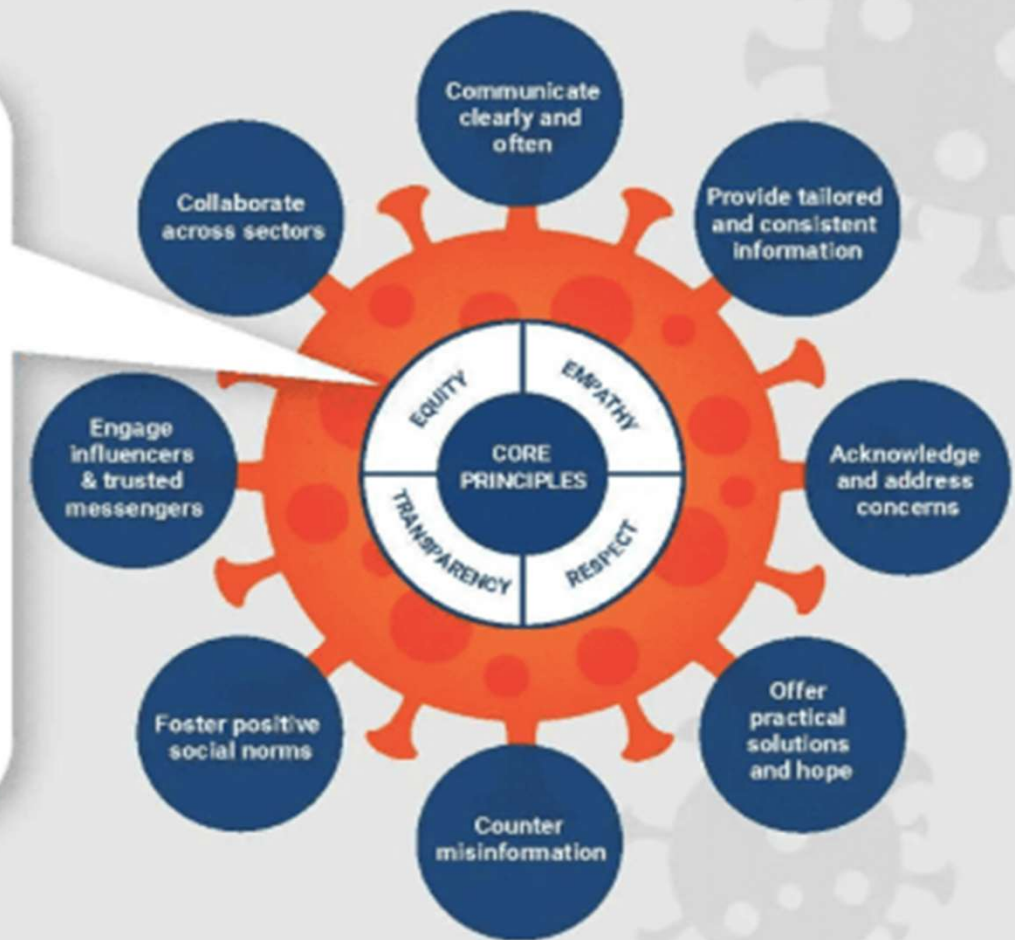 Communicate
clearly and
often
Provide tailored
and consistent
information
Acknowledge
and address
concerns
Offer
practical
solutions
and hope
Counter
misinformation
Foster positive
social norms
Engage
influencers
& trusted
messengers
Collaborate
across sectors
EQUITY
EMPATHY
RESPECT
TRANSPARENCY
CORE
PRINCIPLES